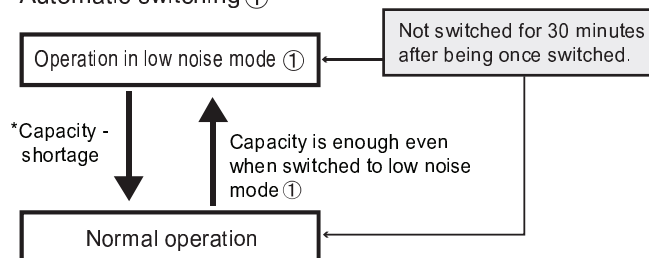 Automatic switching ①
Not switched for 30 minutes
after being once switched.
Operation in low noise mode ①
*Capacity -
shortage
Capacity is enough even
when switched to low noise
mode ①
Normal operation